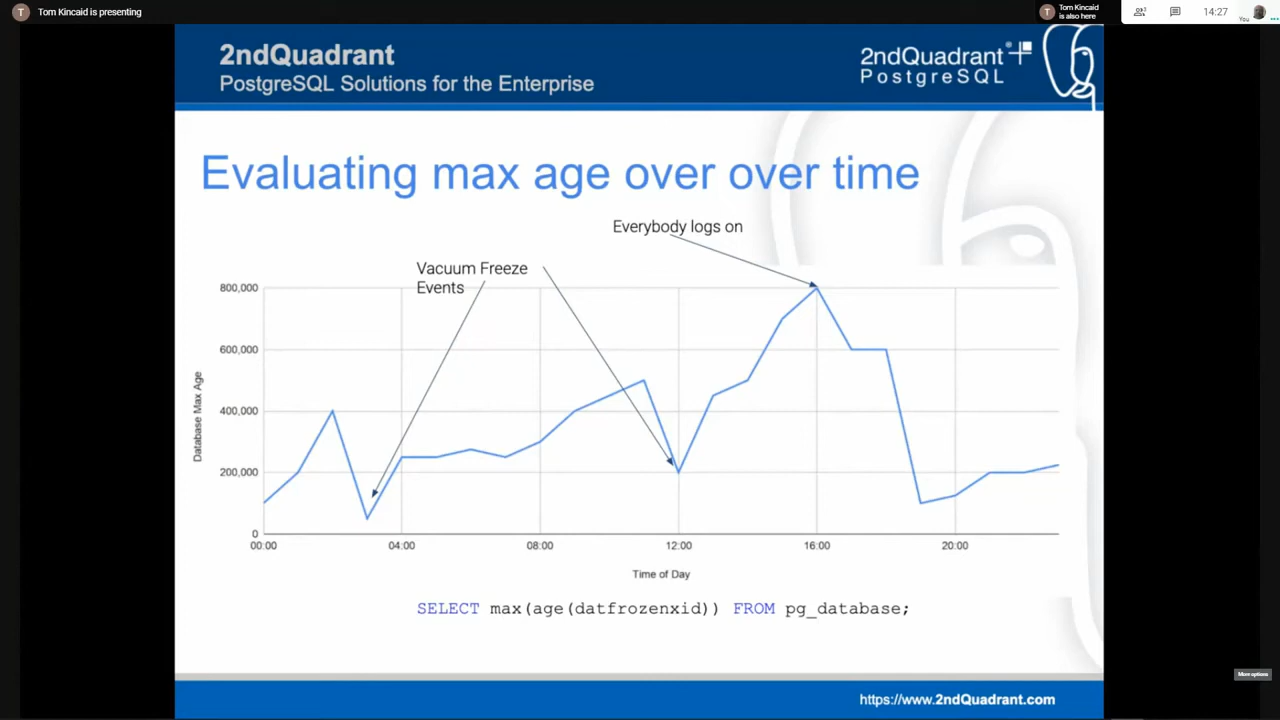 Tom Kincaid is presenting
T
T
Tom Kincaid
is also here
3
14:27
You
2ndQuadrant
PostgreSQL Solutions for the Enterprise
2ndQuadrant®
PostgreSQL
Evaluating max age over over time
Everybody logs on
Vacuum Freeze
Events
Database Max Age
800,000
600,000
400,000
200,000
0
00:00
04:00
08:00
12:00
16:00
20:00
Time of Day
SELECT max(age(datfrozenxid)) FROM pg_database;
More options
https://www.2ndQuadrant.com